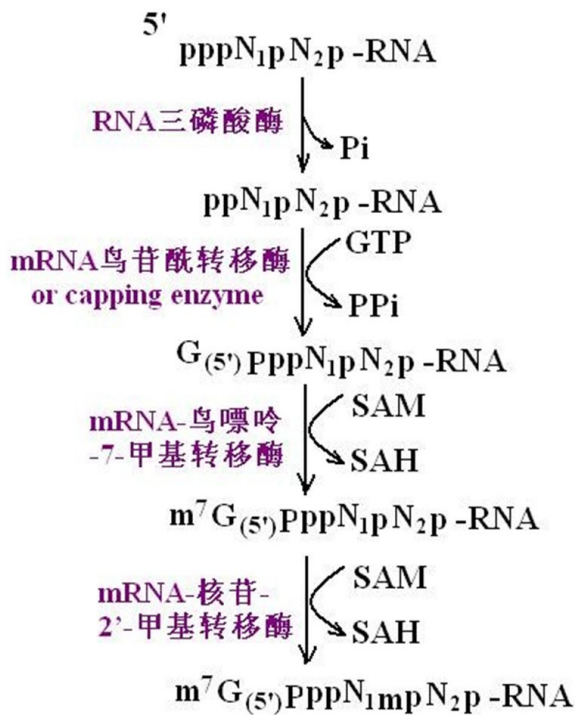 5'
pppN₁pN₂p-RNA
RNA三磷酸酶
Pi
ppN₁pN₂p-RNA
mRNA鸟苷酰转移酶
or capping enzyme
GTP
PPi
G(5')PppN₁pN₂p-RNA
mRNA-鸟嘌呤
-7-甲基转移酶
SAM
SAH
m⁷G(5')PppN₁pN₂p-RNA
mRNA-核苷-
2’-甲基转移酶
SAM
SAH
m⁷G(5')PppN₁mpN₂p-RNA